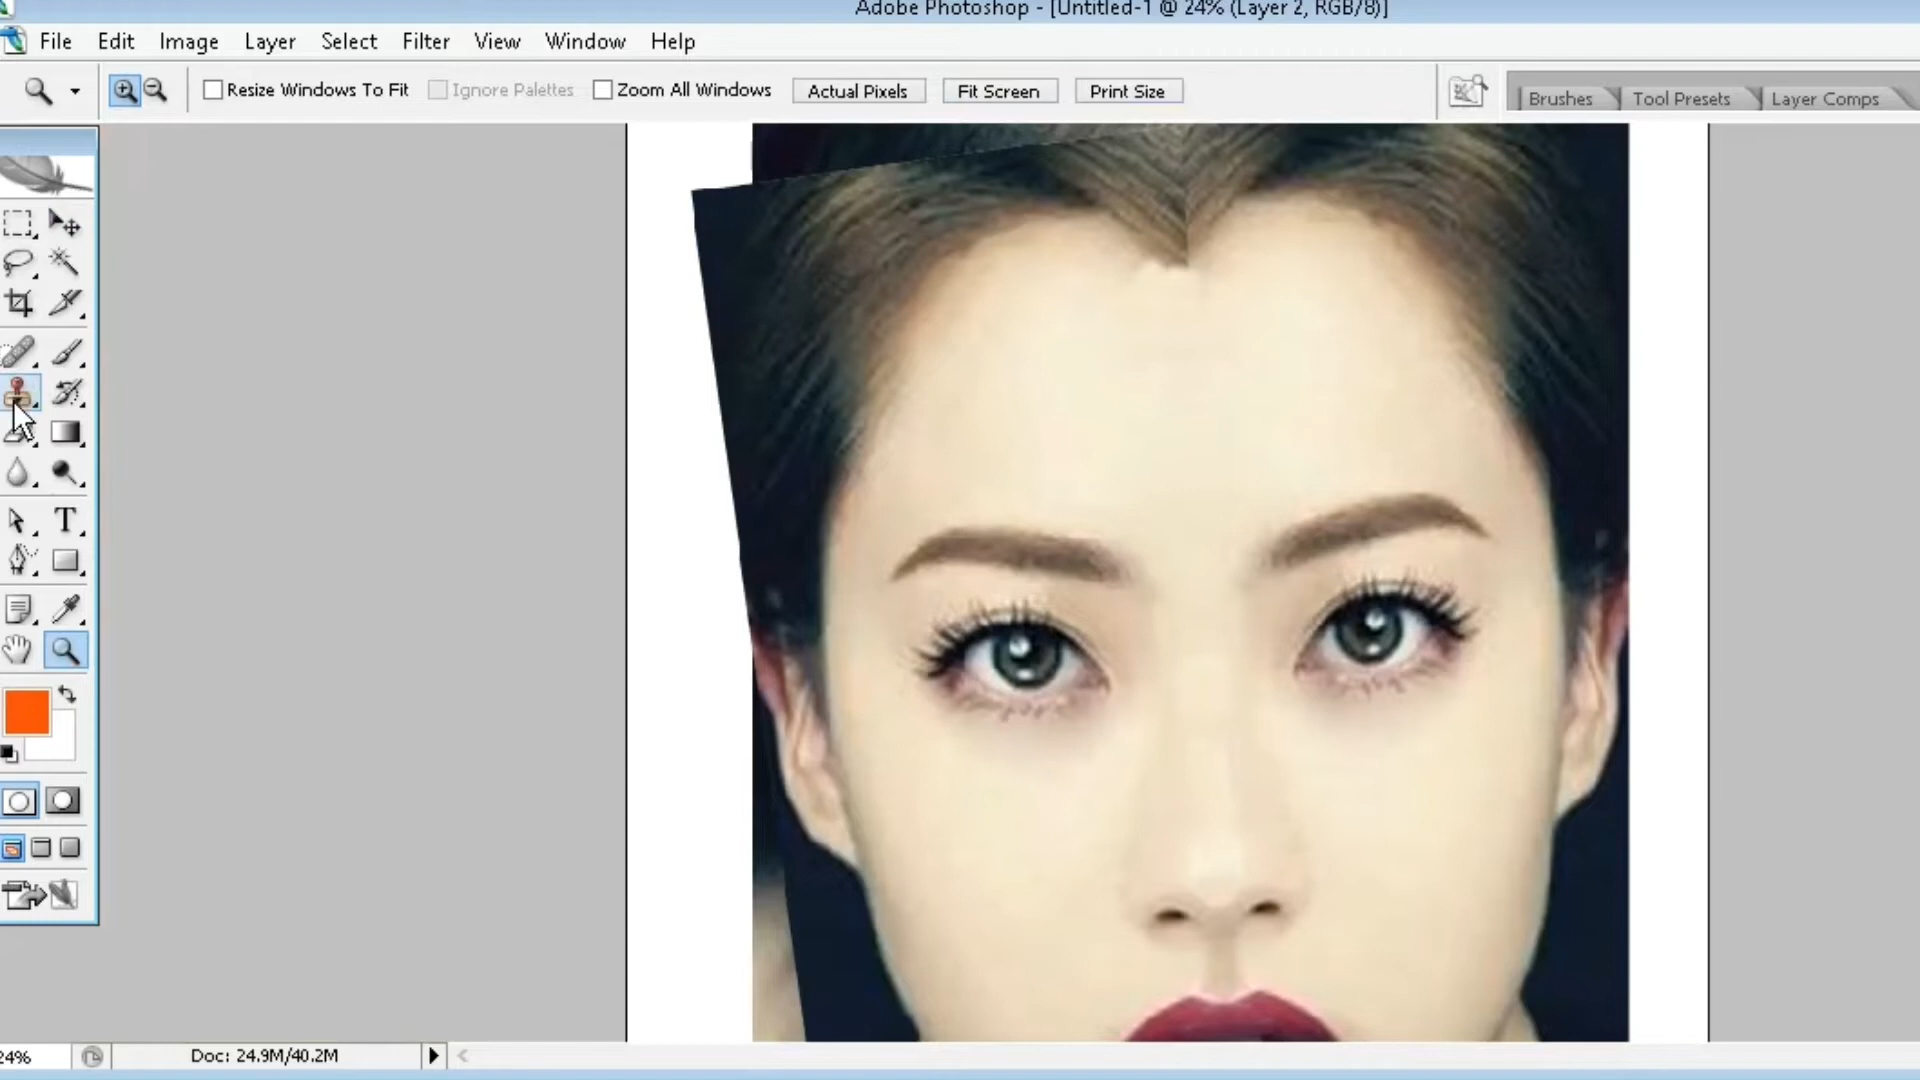 Adobe Photoshop - [Untitled-1 @ 24% (Layer 2, RGB/8)]
File Edit Image Layer Select Filter View Window Help
Resize Windows To Fit Ignore Palettes Zoom All Windows Actual Pixels Fit Screen Print Size Brushes Tool Presets Layer Comps
T
24% Doc: 24.9M/40.2M